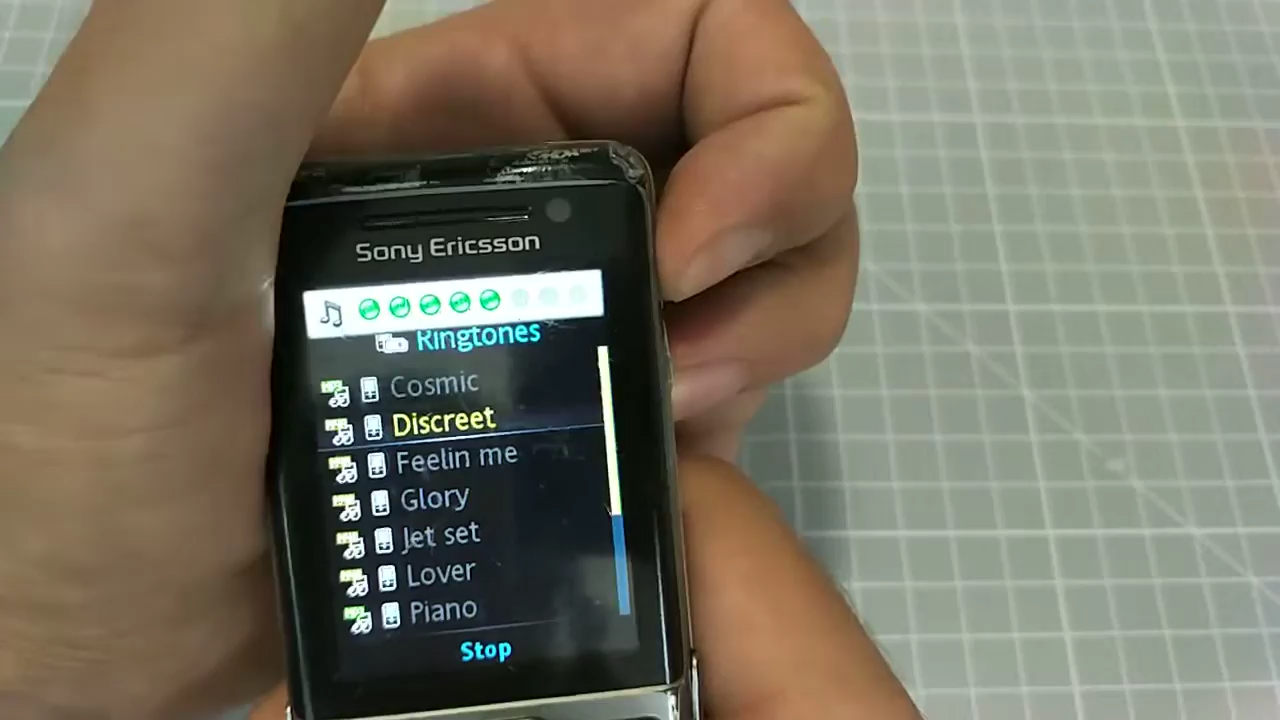 Sony Ericsson
Ringtones
Cosmic
Discreet
Feelin me
Glory
Jet set
Lover
Piano
Stop